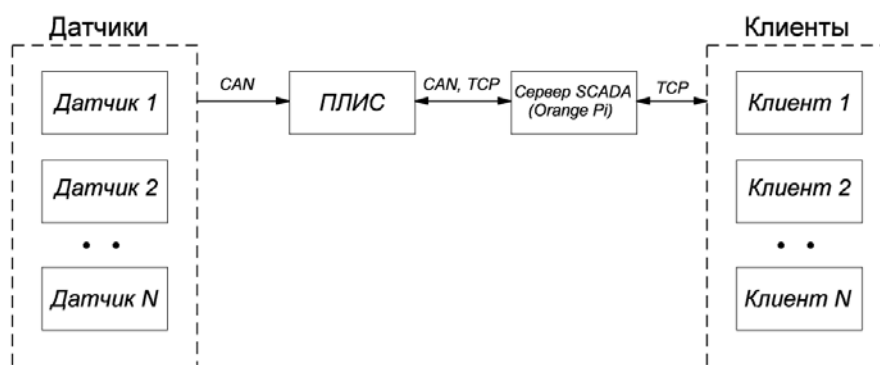 Датчики
Датчик 1
Датчик 2
Датчик N
CAN
ПЛИС
CAN, TCP
Сервер SCADA
(Orange Pi)
TCP
Клиенты
Клиент 1
Клиент 2
Клиент N